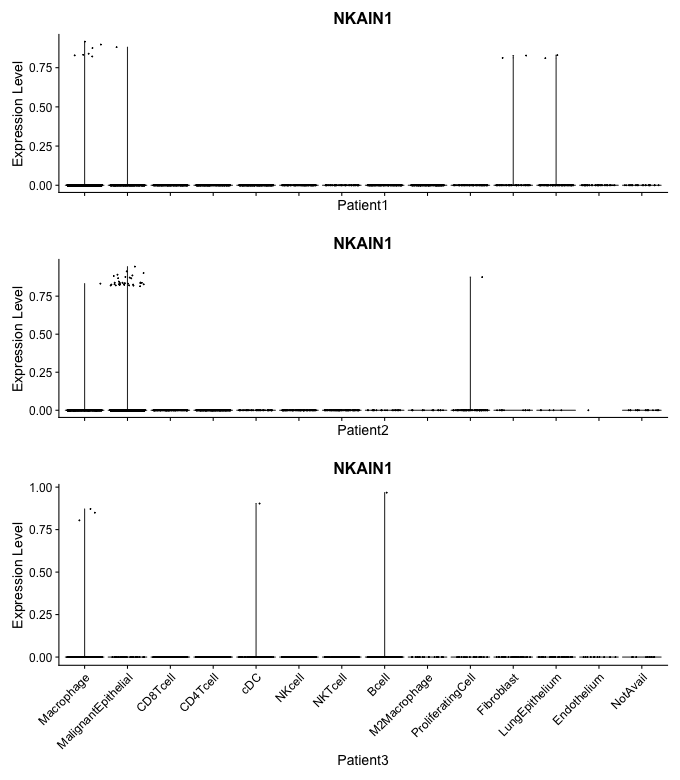 NKAIN1
Expression Level
0.75
0.50
0.25
0.00
Patient1
NKAIN1
Expression Level
0.75
0.50
0.25
0.00
Patient2
NKAIN1
Expression Level
1.00
0.75
0.50
0.25
0.00
Macrophage
MalignantEpithelial
CD8Tcell
CD4Tcell
cDC
NKcell
NKTcell
Bcell
M2Macrophage
ProliferatingCell
Fibroblast
LungEpithelium
Endothelium
NotAvail
Patient3